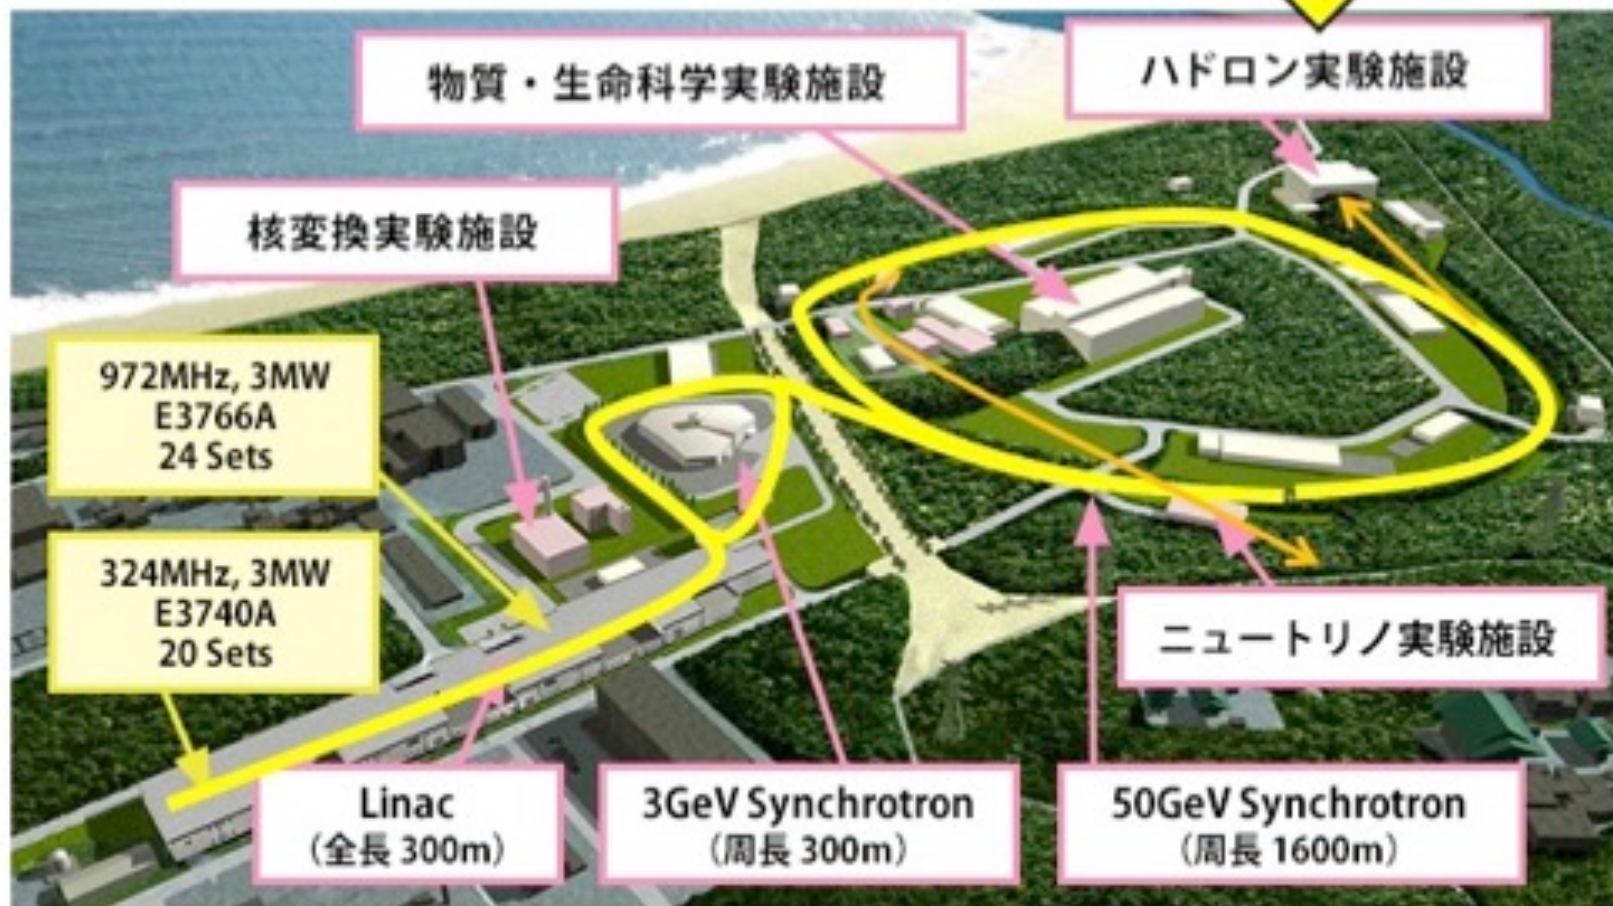 物質・生命科学実験施設
ハドロン実験施設
核変換実験施設
972MHz, 3MW
E3766A
24 Sets
324MHz, 3MW
E3740A
20 Sets
ニュートリノ実験施設
Linac
(全長 300m)
3GeV Synchrotron
(周長 300m)
50GeV Synchrotron
(周長 1600m)